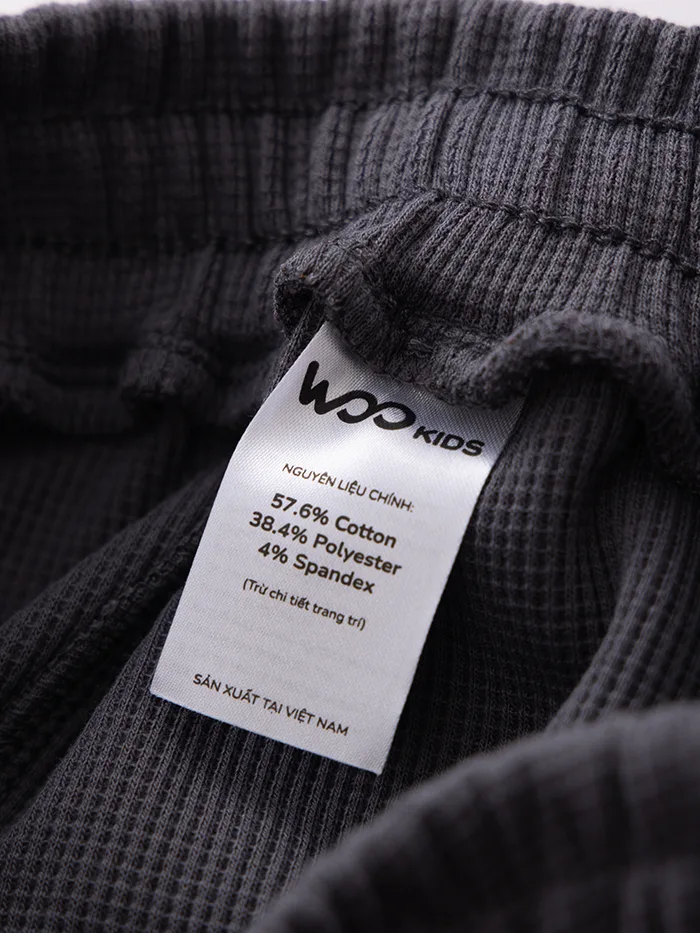 WOO KIDS
NGUYÊN LIỆU CHÍNH:
57.6% Cotton
38.4% Polyester
4% Spandex
(Trừ chi tiết trang trí)
SẢN XUẤT TẠI VIỆT NAM